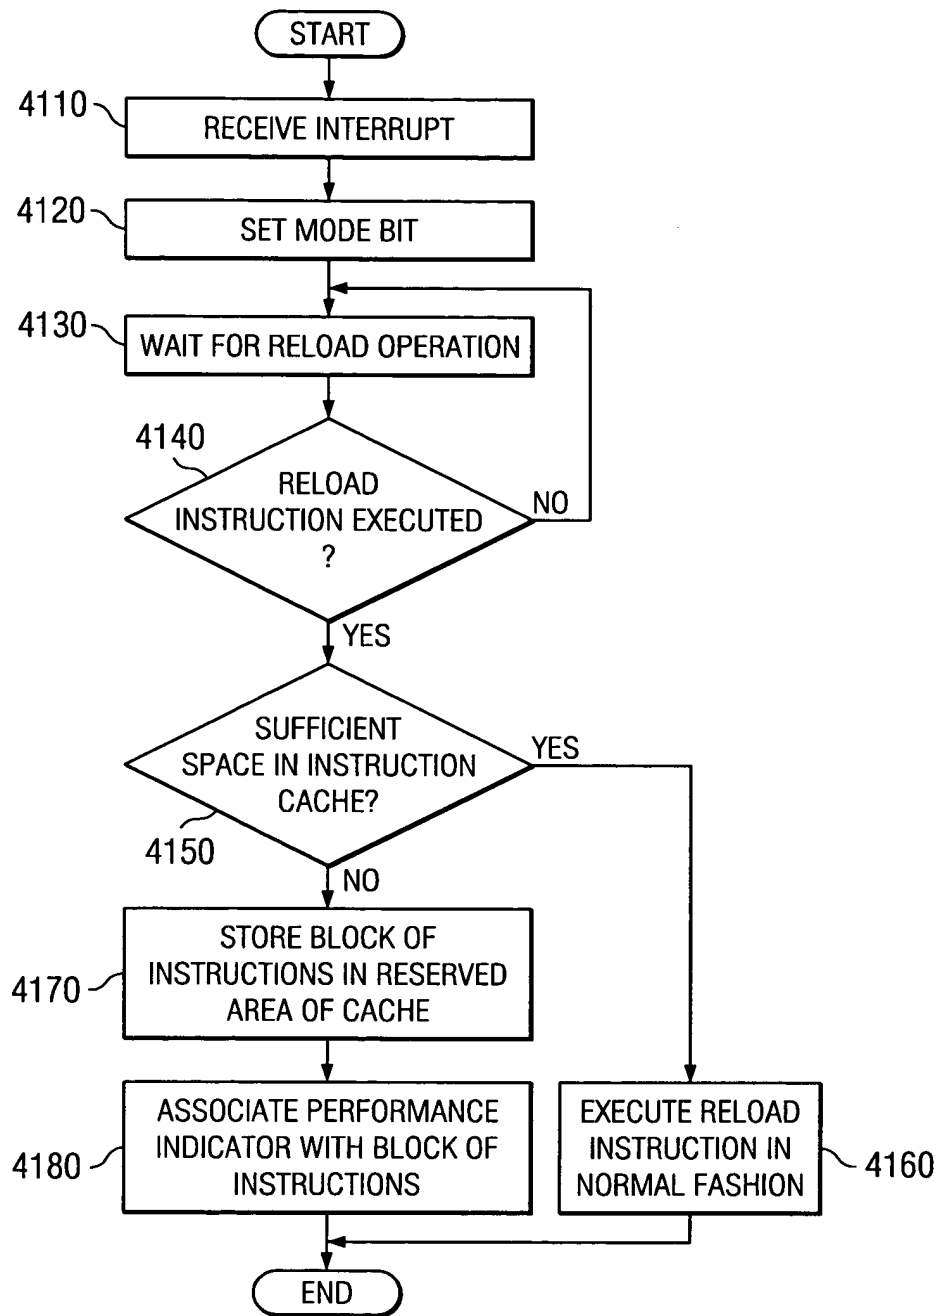 START
4110
RECEIVE INTERRUPT
4120
SET MODE BIT
4130
WAIT FOR RELOAD OPERATION
4140
RELOAD
INSTRUCTION EXECUTED
?
NO
YES
SUFFICIENT
SPACE IN INSTRUCTION
CACHE?
YES
4150
NO
STORE BLOCK OF
INSTRUCTIONS IN RESERVED
AREA OF CACHE
4170
ASSOCIATE PERFORMANCE
INDICATOR WITH BLOCK OF
INSTRUCTIONS
4180
EXECUTE RELOAD
INSTRUCTION IN
NORMAL FASHION
4160
END